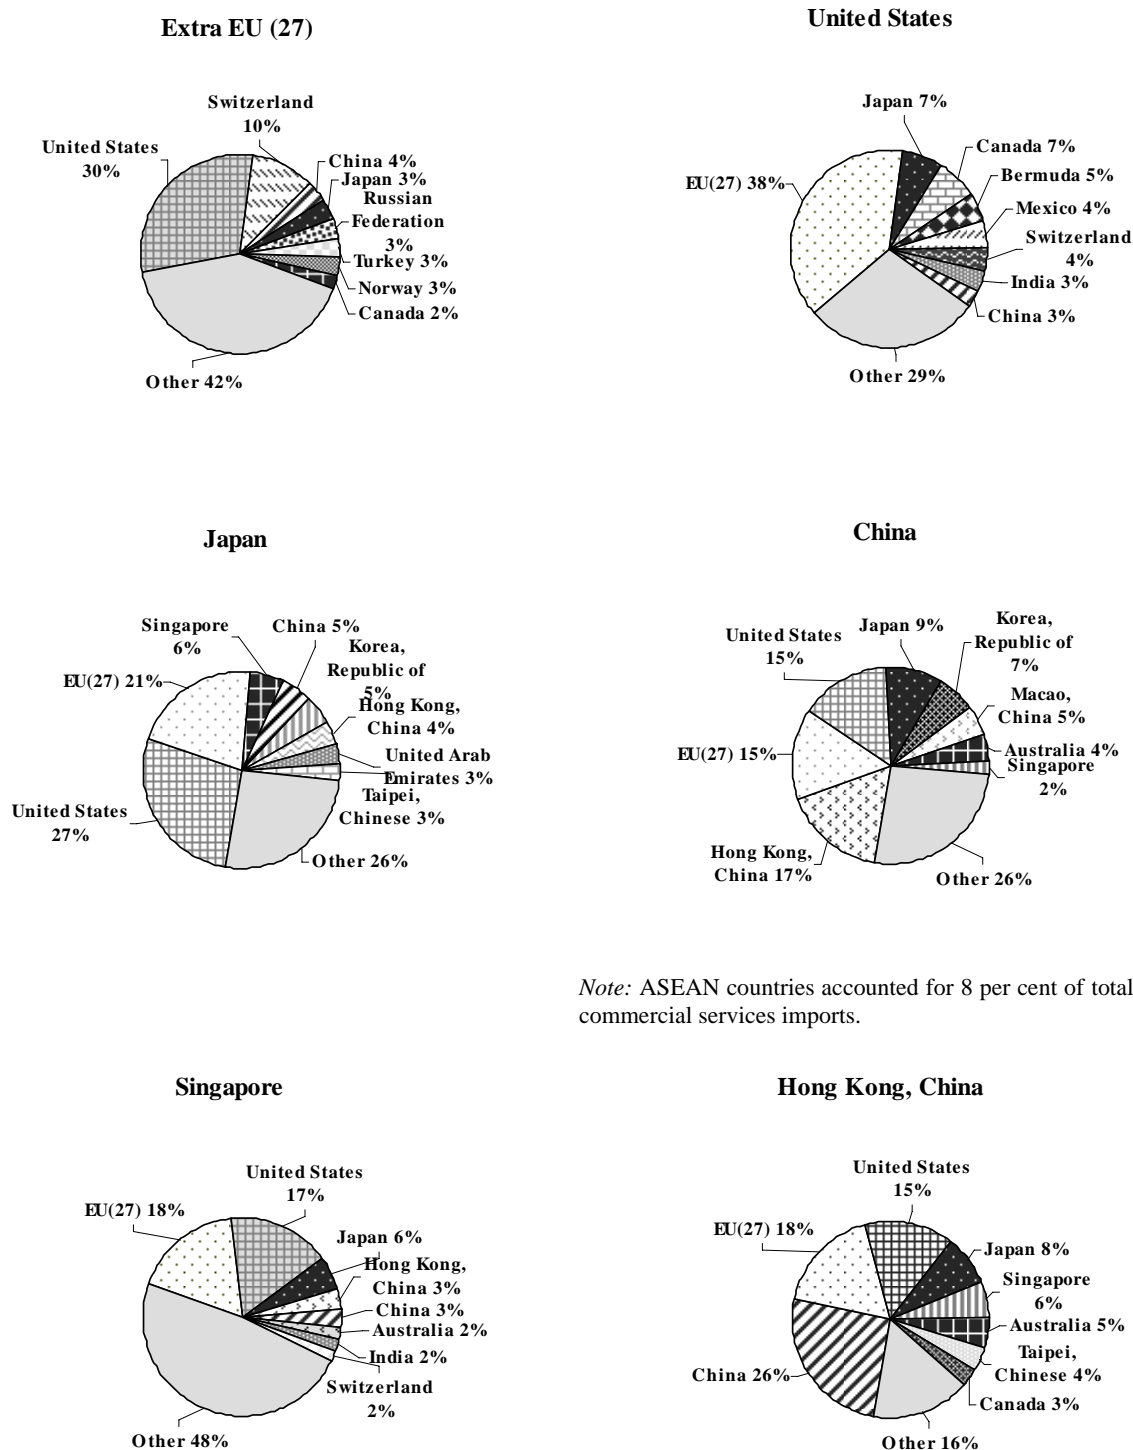 Extra EU (27)
Switzerland
10%
United States
30%
China 4%
Japan 3%
Russian
Federation
3%
Turkey 3%
Norway 3%
Canada 2%
Other 42%
United States
Japan 7%
Canada 7%
EU(27) 38%
Bermuda 5%
Mexico 4%
Switzerland
4%
India 3%
China 3%
Other 29%
Japan
Singapore
6%
China 5%
Korea,
Republic of
5%
EU(27) 21%
Hong Kong,
China 4%
United Arab
Emirates 3%
Taipei,
Chinese 3%
United States
27%
Other 26%
China
United States
15%
Japan 9%
Korea,
Republic of
7%
Macao,
China 5%
EU(27) 15%
Australia 4%
Singapore
2%
Hong Kong,
China 17%
Other 26%
Note: ASEAN countries accounted for 8 per cent of total
commercial services imports.
Singapore
United States
17%
EU(27) 18%
Japan 6%
Hong Kong,
China 3%
China 3%
Australia 2%
India 2%
Switzerland
2%
Other 48%
Hong Kong, China
United States
15%
EU(27) 18%
Japan 8%
Singapore
6%
Australia 5%
Taipei,
Chinese 4%
China 26%
Canada 3%
Other 16%